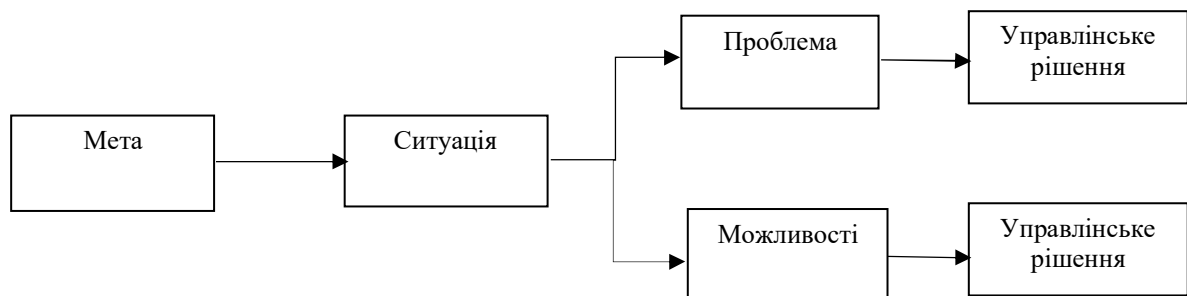 Проблема
Управлінське
рішення
Мета
Ситуація
Можливості
Управлінське
рішення